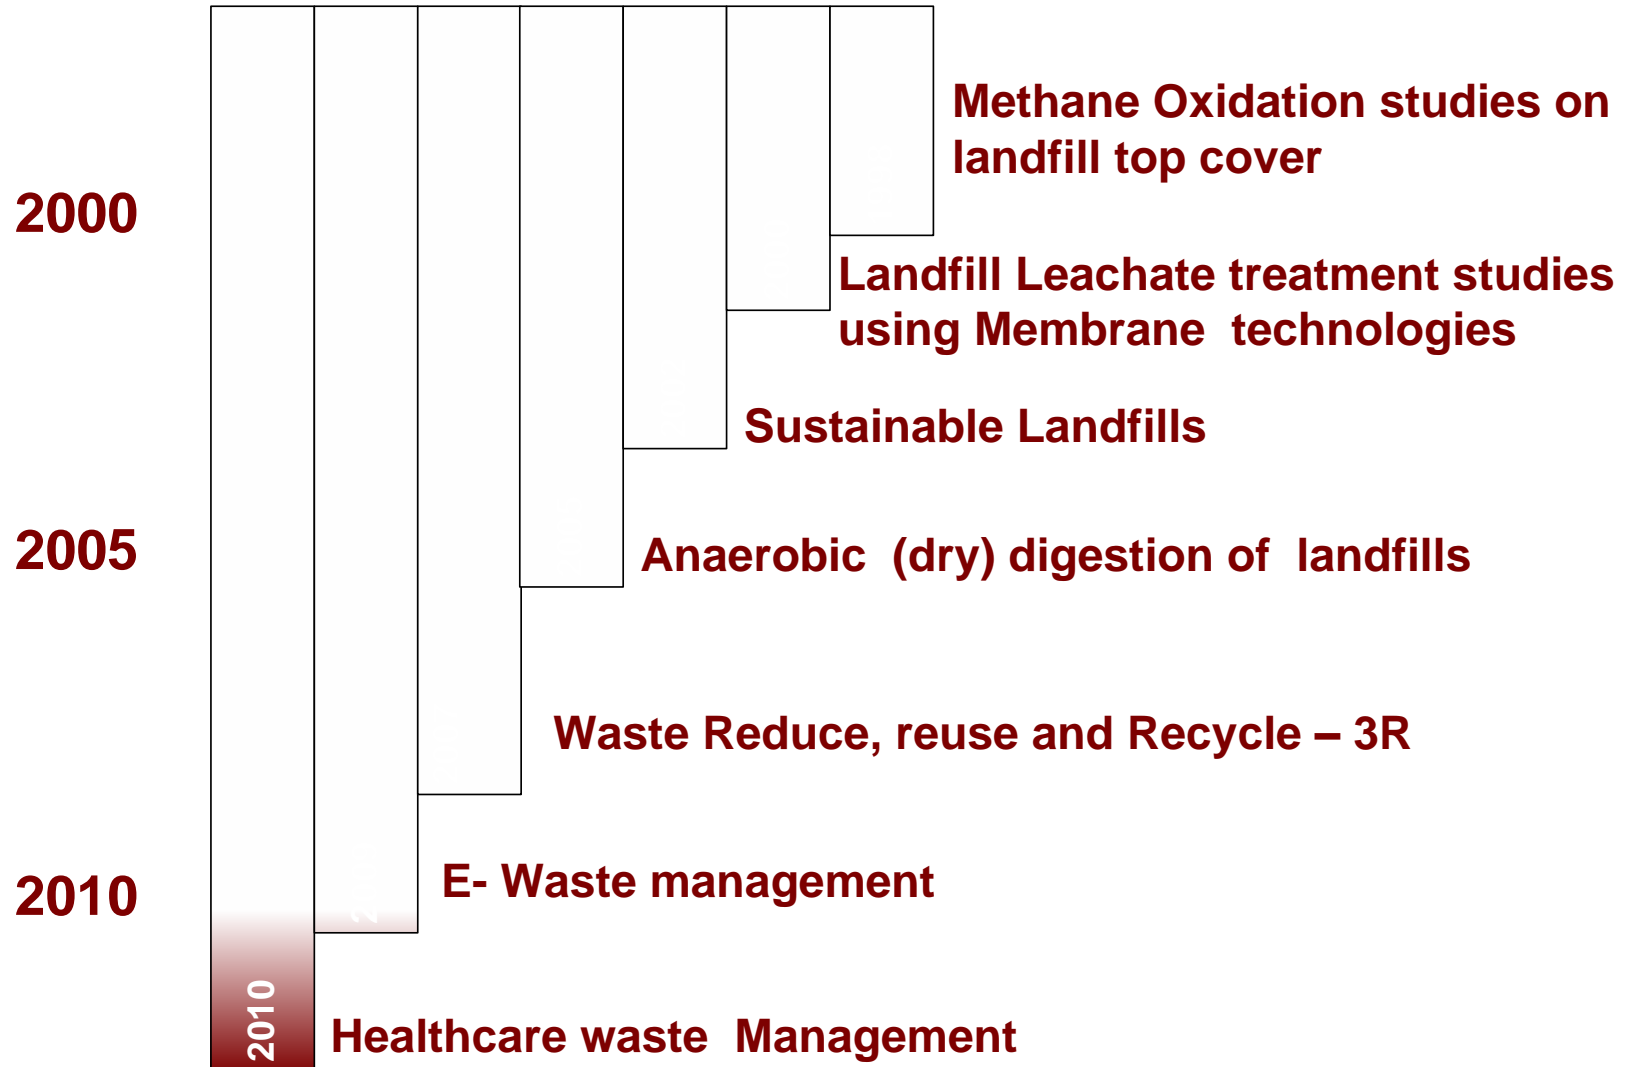 Methane Oxidation studies on
landfill top cover
2000
Landfill Leachate treatment studies
using Membrane technologies
Sustainable Landfills
2005
Anaerobic (dry) digestion of landfills
Waste Reduce, reuse and Recycle – 3R
2010
E- Waste management
2010
Healthcare waste Management